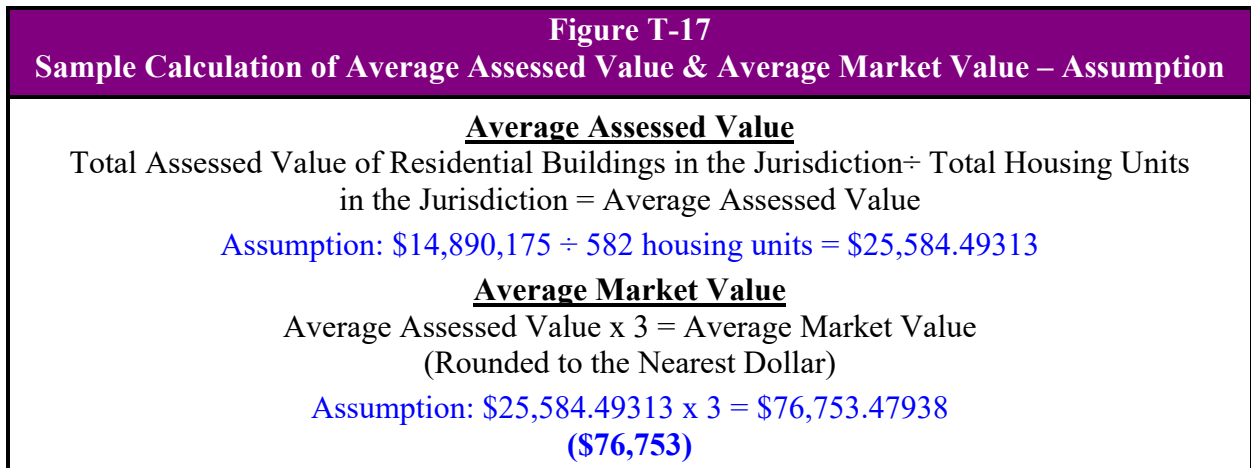 Figure T-17
Sample Calculation of Average Assessed Value & Average Market Value – Assumption
Average Assessed Value
Total Assessed Value of Residential Buildings in the Jurisdiction÷ Total Housing Units
in the Jurisdiction = Average Assessed Value
Assumption: $14,890,175 ÷ 582 housing units = $25,584.49313
Average Market Value
Average Assessed Value x 3 = Average Market Value
(Rounded to the Nearest Dollar)
Assumption: $25,584.49313 x 3 = $76,753.47938
($76,753)